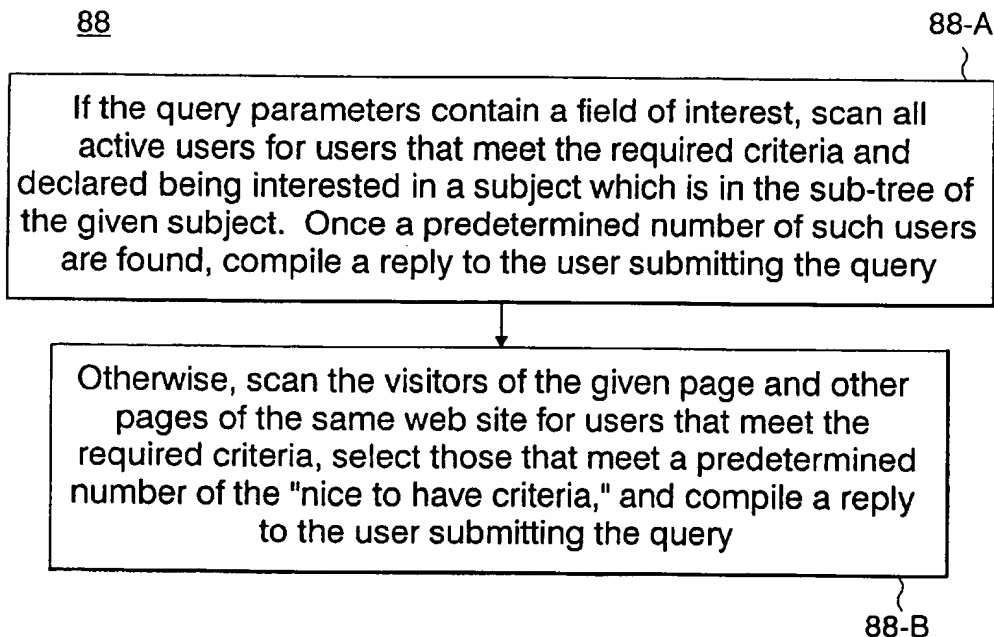 88
88-A
If the query parameters contain a field of interest, scan all
active users for users that meet the required criteria and
declared being interested in a subject which is in the sub-tree of
the given subject. Once a predetermined number of such users
are found, compile a reply to the user submitting the query
Otherwise, scan the visitors of the given page and other
pages of the same web site for users that meet the
required criteria, select those that meet a predetermined
number of the "nice to have criteria," and compile a reply
to the user submitting the query
88-B